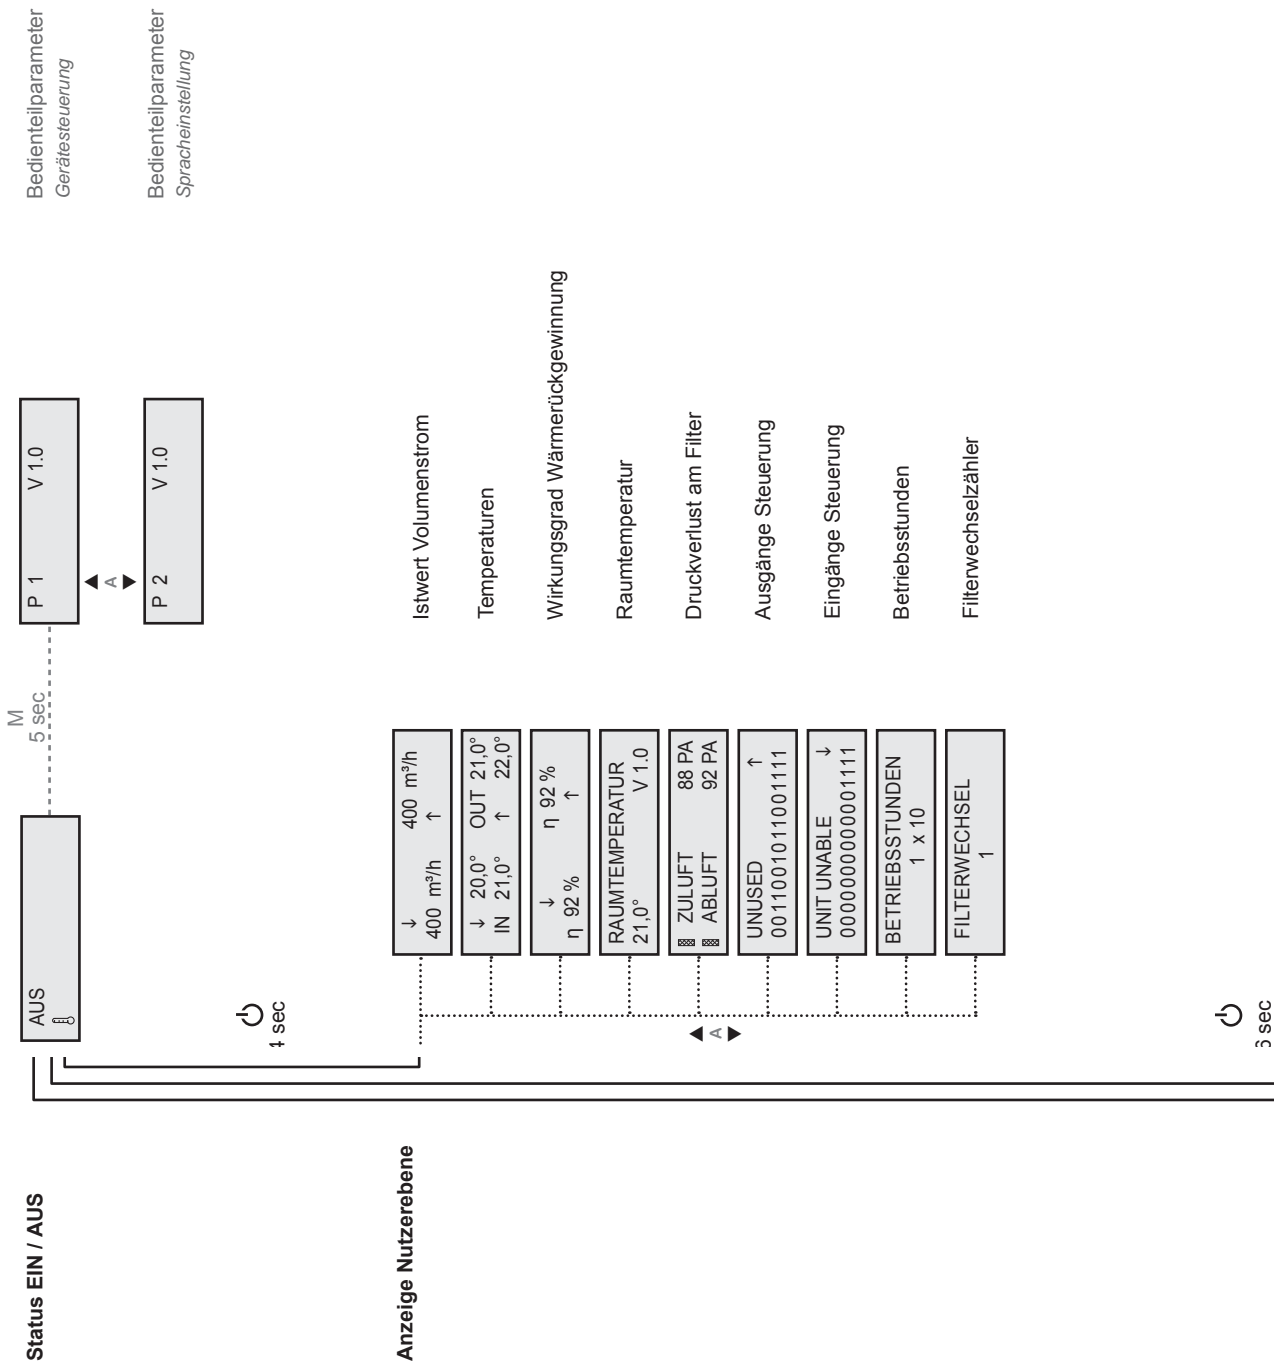 Status EIN / AUS
AUS
M
5 sec
P 1 V 1.0
Bedienteilparameter
Gerätesteuerung
A
P 2 V 1.0
Bedienteilparameter
Spracheinstellung
sec
Anzeige Nutzerebene
↓ 400 m³/h
400 m³/h ↑
Istwert Volumenstrom
↓ 20,0° OUT 21,0°
IN 21,0° ↑ 22,0°
Temperaturen
↓ η 92 %
η 92 % ↑
Wirkungsgrad Wärmerückgewinnung
RAUMTEMPERATUR
21,0° V 1.0
Raumtemperatur
ZULUFT 88 PA
ABLUFT 92 PA
Druckverlust am Filter
A
UNUSED ↑
0011001011001111
Ausgänge Steuerung
UNIT UNABLE ↓
0000000000001111
Eingänge Steuerung
BETRIEBSSTUNDEN
1 x 10
Betriebsstunden
FILTERWECHSEL
1
Filterwechselzähler
sec